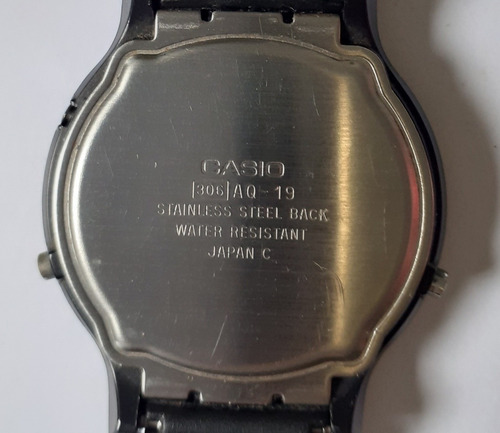 CASIO
306 AQ-19
STAINLESS STEEL BACK
WATER RESISTANT
JAPAN C